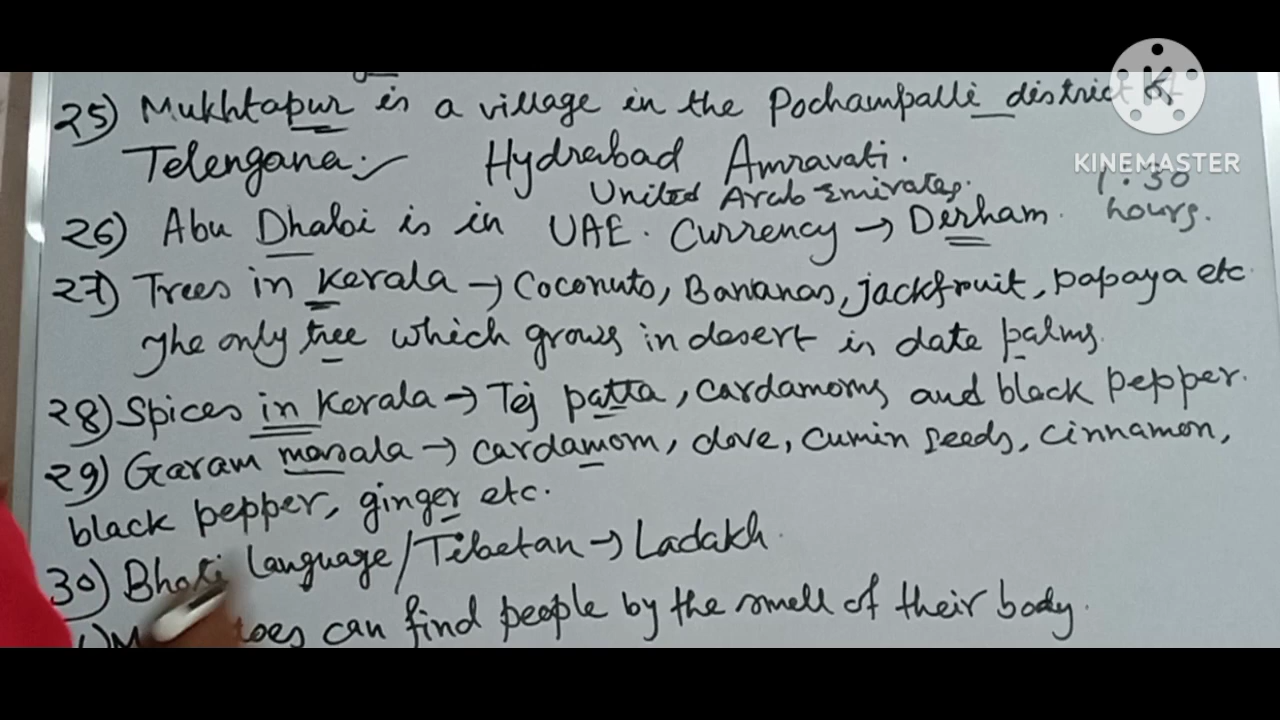 25) Mukhtapur is a village in the Pochampalli district of
KINEMASTER
Telengana. Hydrabad Amravati.
United Arab Emirates. 1:30
26) Abu Dhabi is in UAE. Currency → Derham. hours.
27) Trees in Kerala → Coconuts, Bananas, jackfruit, papaya etc
The only tree which grows in desert is date palms.
28) Spices in Kerala → Tej patta, cardamoms and black pepper.
29) Garam masala → cardamom, clove, cumin seeds, cinnamon,
black pepper, ginger etc.
30) Bhoti language/Tibetan → Ladakh.
can find people by the smell of their body.